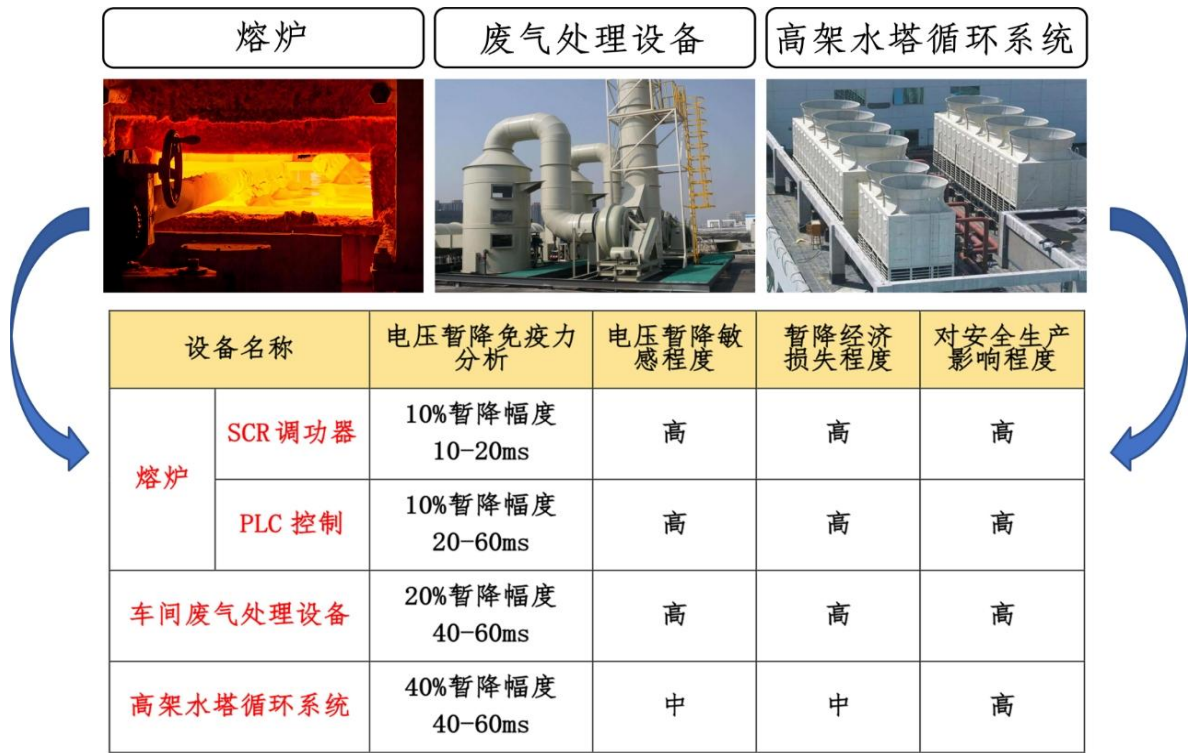 熔炉
废气处理设备
高架水塔循环系统
设备名称
电压暂降免疫力
分析
电压暂降敏
感程度
暂降经济
损失程度
对安全生产
影响程度
熔炉
SCR调功器
10%暂降幅度
10-20ms
高
高
高
PLC 控制
10%暂降幅度
20-60ms
高
高
高
车间废气处理设备
20%暂降幅度
40-60ms
高
高
高
高架水塔循环系统
40%暂降幅度
40-60ms
中
中
高